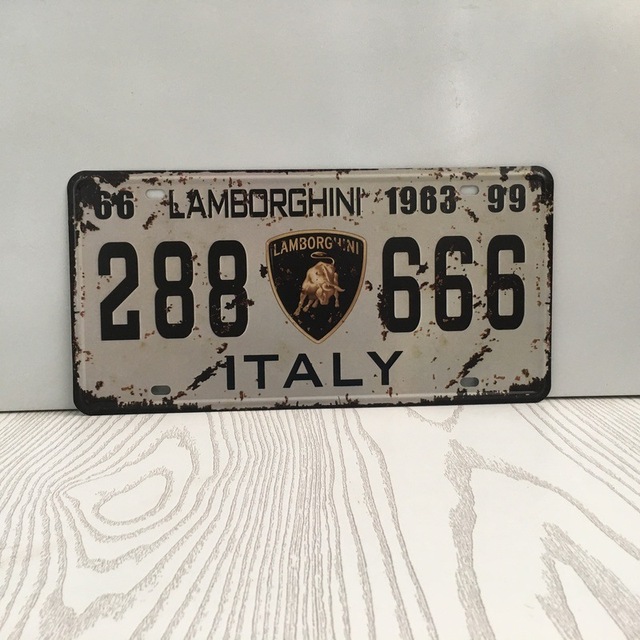 66 LAMBORGHINI 1963 99
LAMBORGHINI
288 666
ITALY